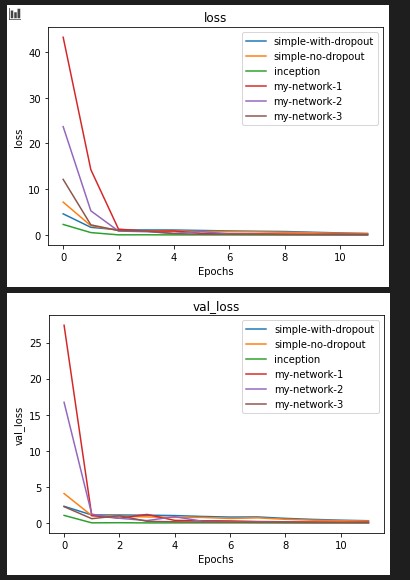 loss
40
30
20
10
0
loss
simple-with-dropout
simple-no-dropout
inception
my-network-1
my-network-2
my-network-3
0 2 4 6 8 10
Epochs
val_loss
25
20
15
10
5
0
val_loss
simple-with-dropout
simple-no-dropout
inception
my-network-1
my-network-2
my-network-3
0 2 4 6 8 10
Epochs